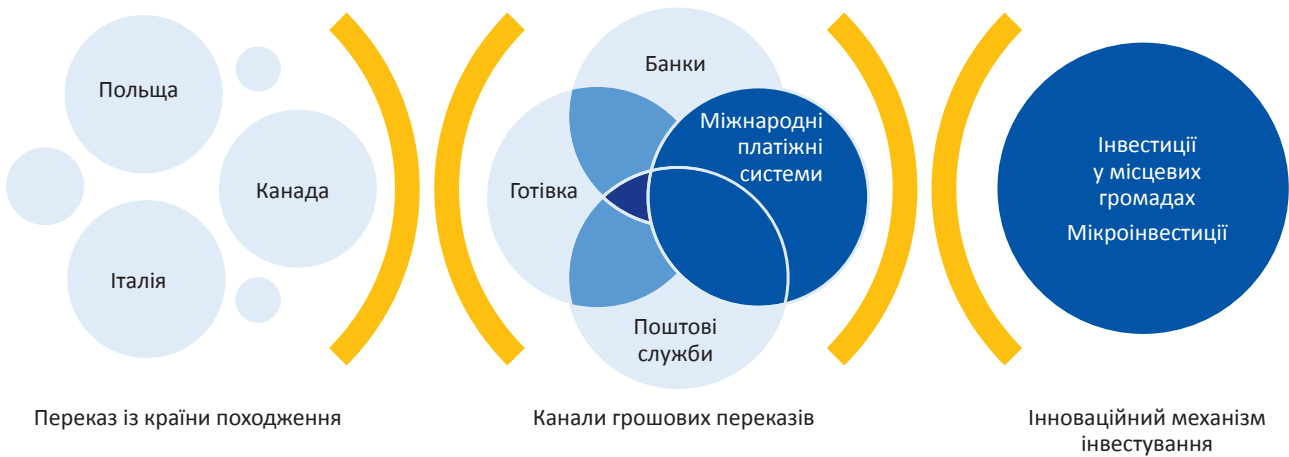 Польща
Канада
Італія
Переказ із країни походження
Банки
Міжнародні
платіжні
системи
Готівка
Поштові
служби
Канали грошових переказів
Інвестиції
у місцевих
громадах
Мікроінвестиції
Інноваційний механізм
інвестування